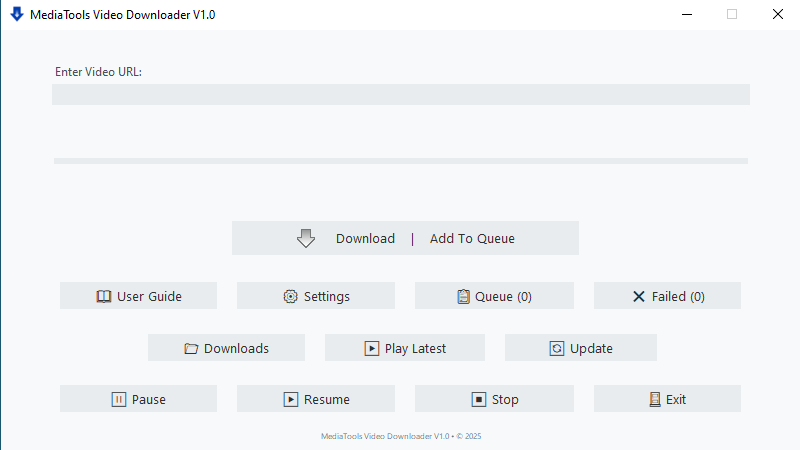 MediaTools Video Downloader V1.0
Enter Video URL:
Download | Add To Queue
User Guide Settings Queue (0) Failed (0)
Downloads Play Latest Update
Pause Resume Stop Exit
MediaTools Video Downloader V1.0 • © 2025